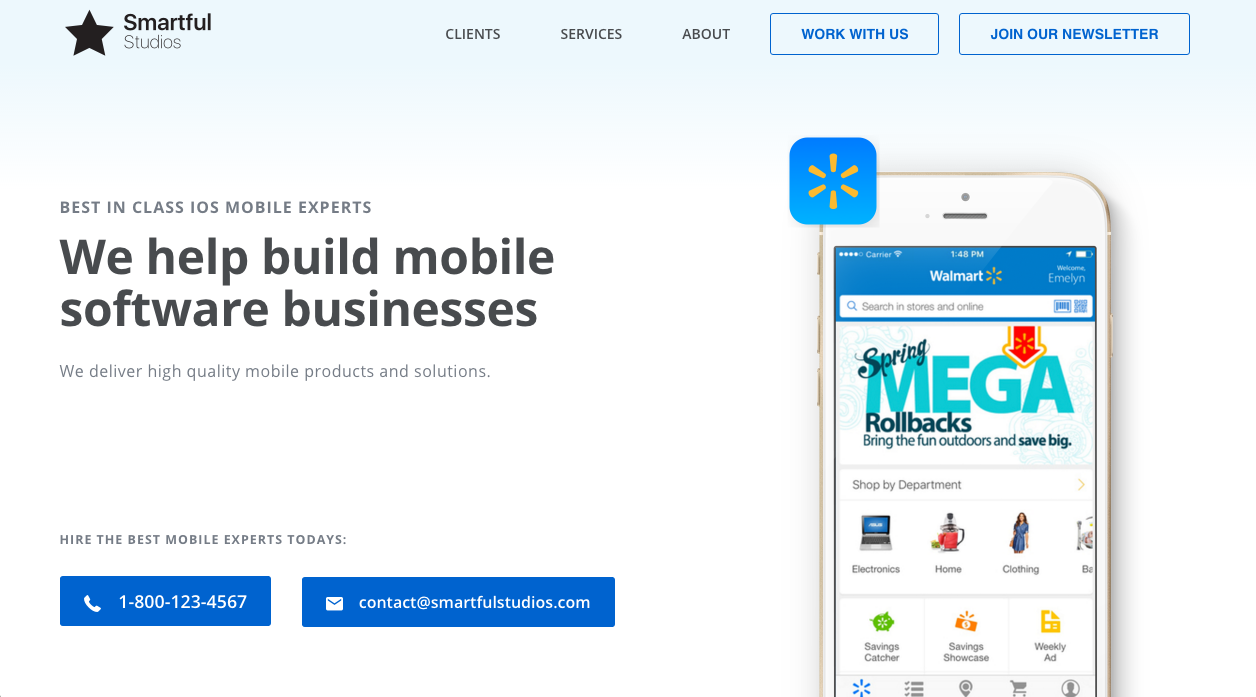 Smartful
Studios
CLIENTS
SERVICES
ABOUT
WORK WITH US
JOIN OUR NEWSLETTER
BEST IN CLASS IOS MOBILE EXPERTS
We help build mobile
software businesses
We deliver high quality mobile products and solutions.
HIRE THE BEST MOBILE EXPERTS TODAYS:
1-800-123-4567
contact@smartfulstudios.com
Carrier
1:48 PM
Walmart
Welcome,
Emelyn
Search in stores and online
Spring
MEGA
Rollbacks
Bring the fun outdoors and save big.
Shop by Department
ASUS
Electronics
Home
Clothing
Ba
Savings
Catcher
Savings
Showcase
Weekly
Ad